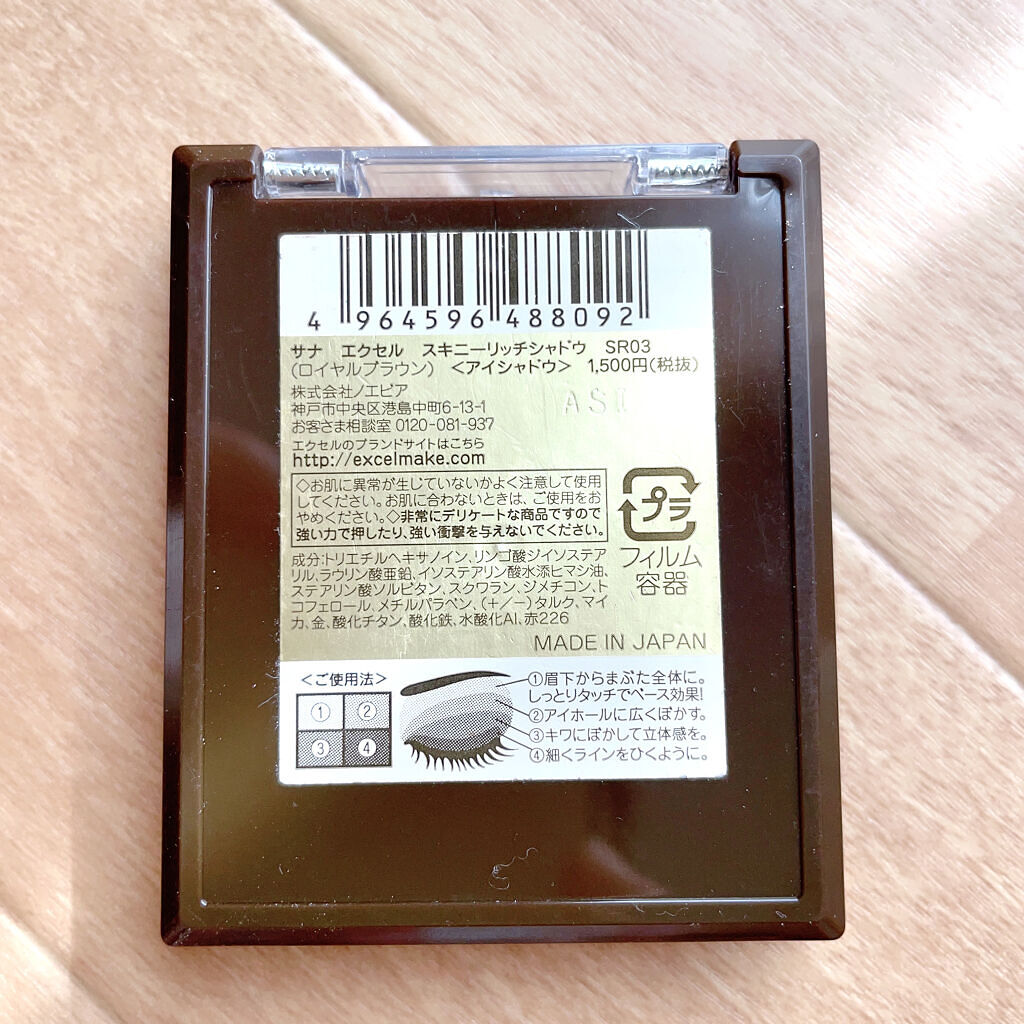 4 964596 488092
サナ エクセル スキニーリッチシャドウ SR03
(ロイヤルブラウン) <アイシャドウ> 1,500円(税抜)
株式会社ノエビア
神戸市中央区港島中町6-13-1
お客さま相談室 0120-081-937
エクセルのブランドサイトはこちら
http://excelmake.com
ASI
◇お肌に異常が生じていないかよく注意して使用
してください。お肌に合わないときは、ご使用をお
やめください。◇非常にデリケートな商品ですので
強い力で押したり、強い衝撃を与えないでください。
プラ
フィルム
容器
成分:トリエチルヘキサノイン、リンゴ酸ジイソステア
リル、ラウリン酸亜鉛、イソステアリン酸水添ヒマシ油、
ステアリン酸ソルビタン、スクワラン、ジメチコン、ト
コフェロール、メチルパラベン、(+/-)タルク、マイ
カ、金、酸化チタン、酸化鉄、水酸化Al、赤226
MADE IN JAPAN
<ご使用法>
① ②
③ ④
①眉下からまぶた全体に。
しっとりタッチでベース効果!
②アイホールに広くぼかす。
③キワにぼかして立体感を。
④細くラインをひくように。